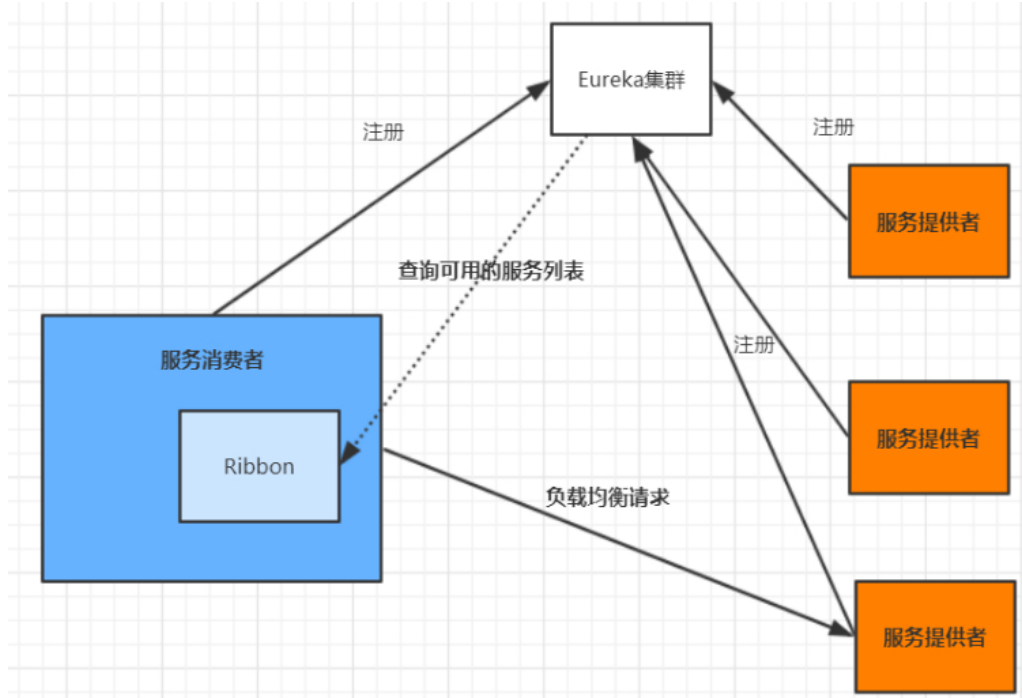 Eureka集群
注册
注册
服务提供者
查询可用的服务列表
注册
服务消费者
服务提供者
Ribbon
负载均衡请求
服务提供者